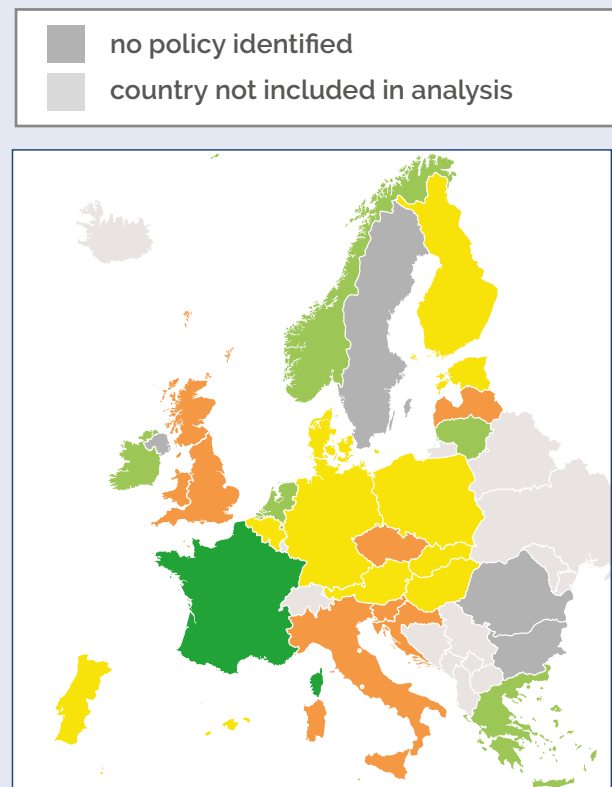 no policy identified
country not included in analysis